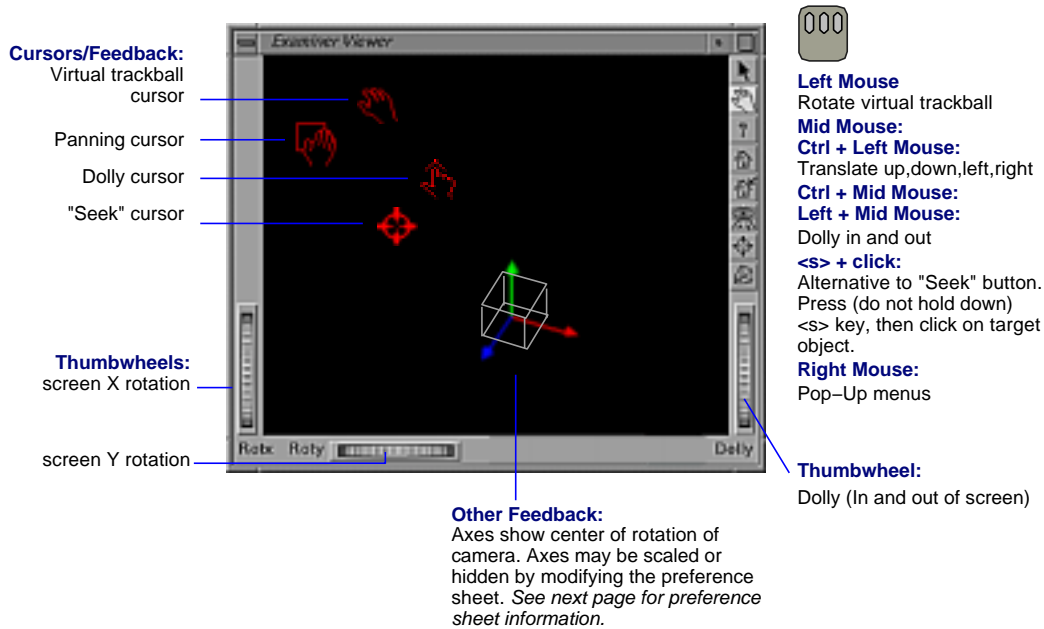 Examiner Viewer
Cursors/Feedback:
Virtual trackball
cursor
Panning cursor
Dolly cursor
"Seek" cursor
Thumbwheels:
screen X rotation
screen Y rotation
?
Rotx Roty
Dolly
Left Mouse
Rotate virtual trackball
Mid Mouse:
Ctrl + Left Mouse:
Translate up,down,left,right
Ctrl + Mid Mouse:
Left + Mid Mouse:
Dolly in and out
<s> + click:
Alternative to "Seek" button.
Press (do not hold down)
<s> key, then click on target
object.
Right Mouse:
Pop−Up menus
Thumbwheel:
Dolly (In and out of screen)
Other Feedback:
Axes show center of rotation of
camera. Axes may be scaled or
hidden by modifying the preference
sheet. See next page for preference
sheet information.